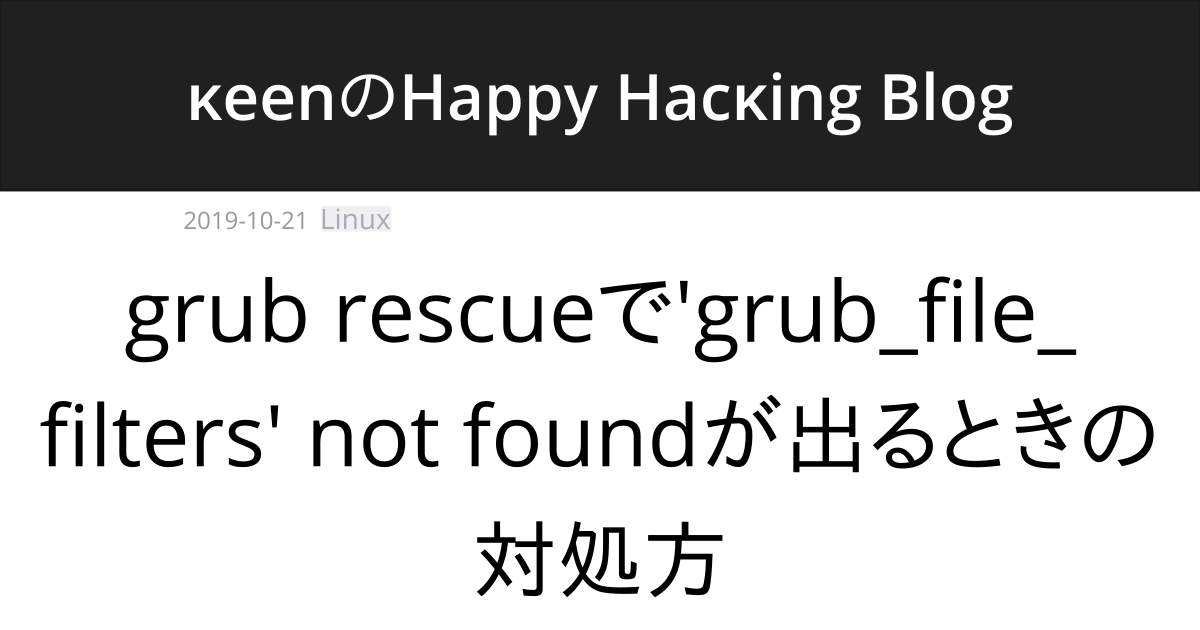 κeenのHappy Hacκing Blog
2019-10-21 Linux
grub rescueで'grub_file_
filters' not foundが出るときの
対処方